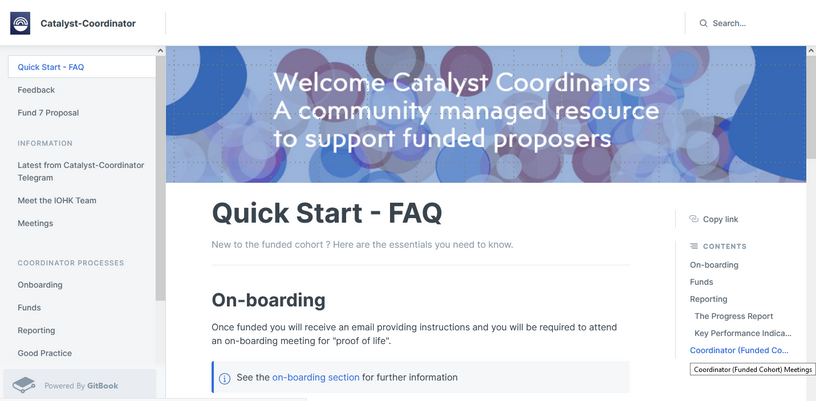 Catalyst-Coordinator
Search...
Quick Start - FAQ
Feedback
Fund 7 Proposal
INFORMATION
Latest from Catalyst-Coordinator
Telegram
Meet the IOHK Team
Meetings
COORDINATOR PROCESSES
Onboarding
Funds
Reporting
Good Practice
Powered By GitBook
Welcome Catalyst Coordinators
A community managed resource
to support funded proposers
Quick Start - FAQ
New to the funded cohort ? Here are the essentials you need to know.
On-boarding
Once funded you will receive an email providing instructions and you will be required to attend
an on-boarding meeting for "proof of life".
See the on-boarding section for further information
Copy link
CONTENTS
On-boarding
Funds
Reporting
The Progress Report
Key Performance Indica...
Coordinator (Funded Co...
Coordinator (Funded Cohort) Meetings